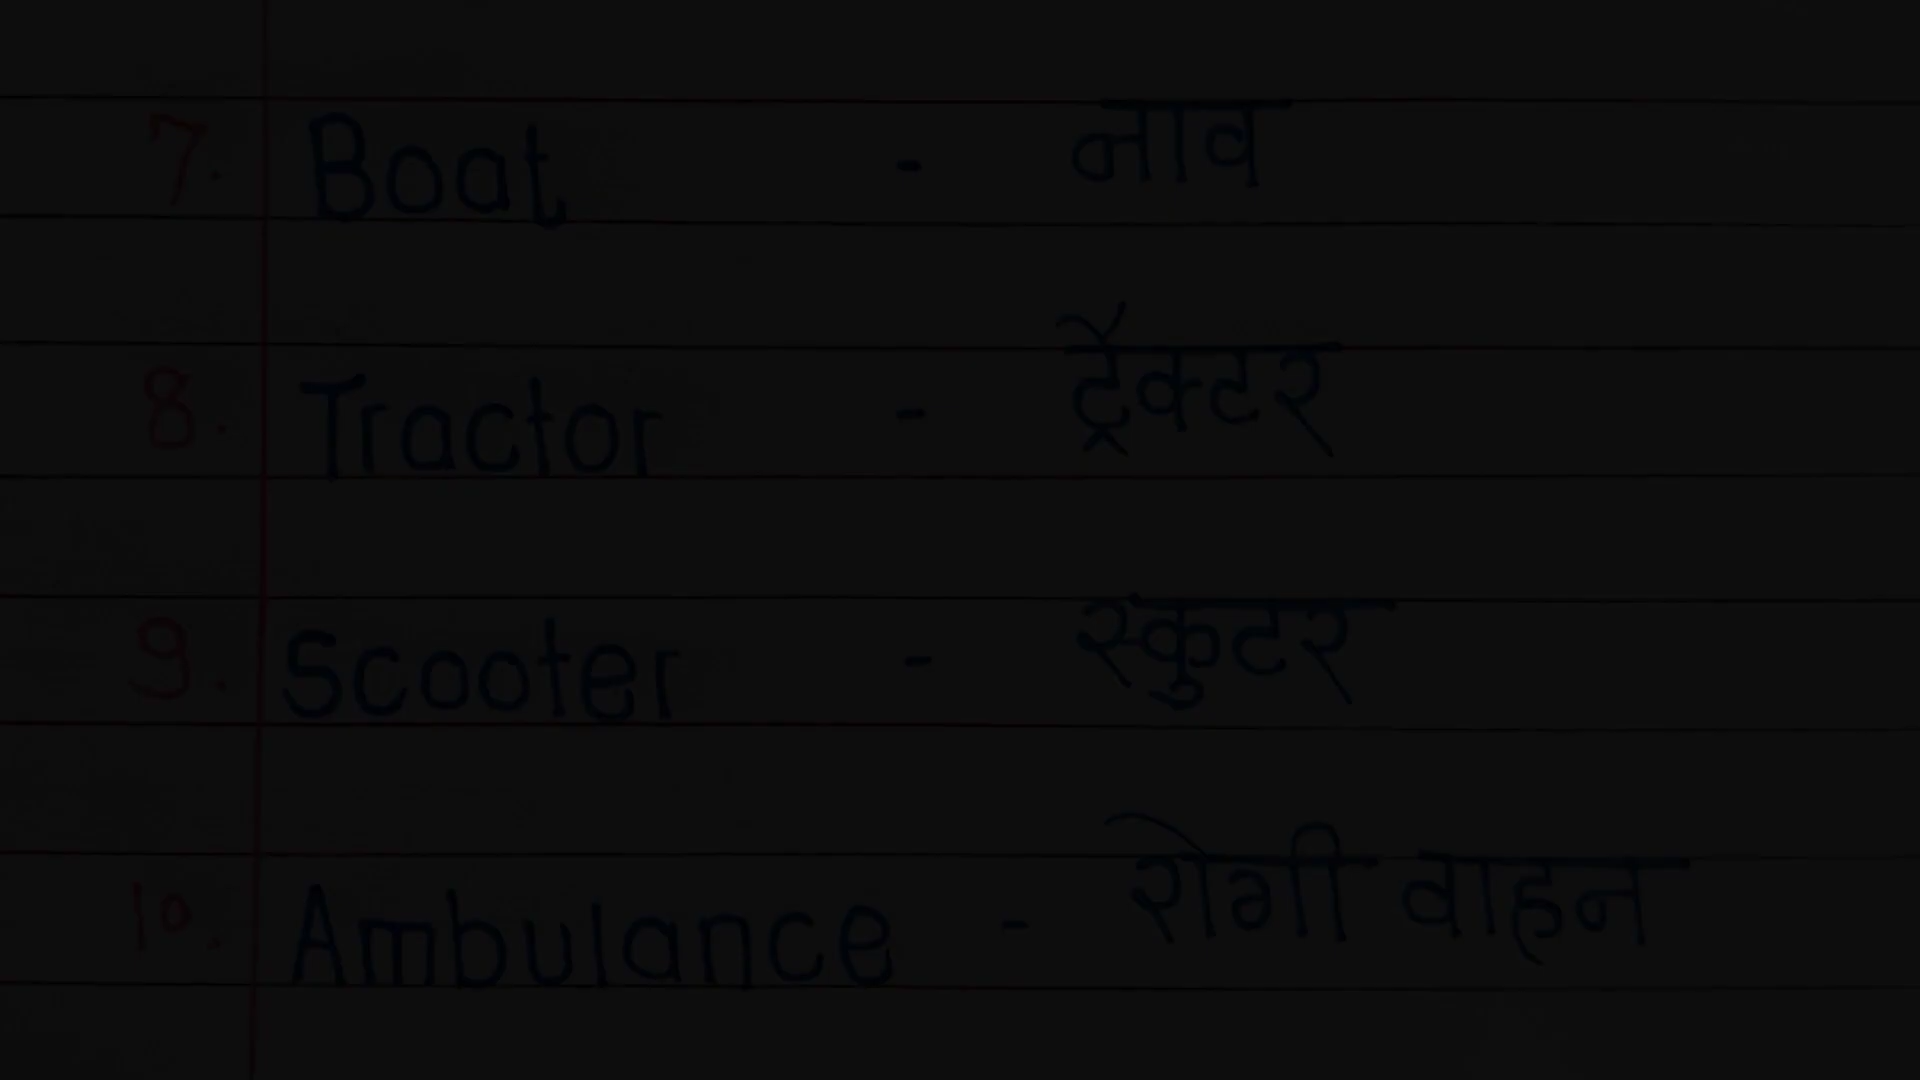 7. Boat - नाव
8. Tractor - ट्रेंक्टर
9. Scooter - स्कुटर
10. Ambulance - रोगी वाहन